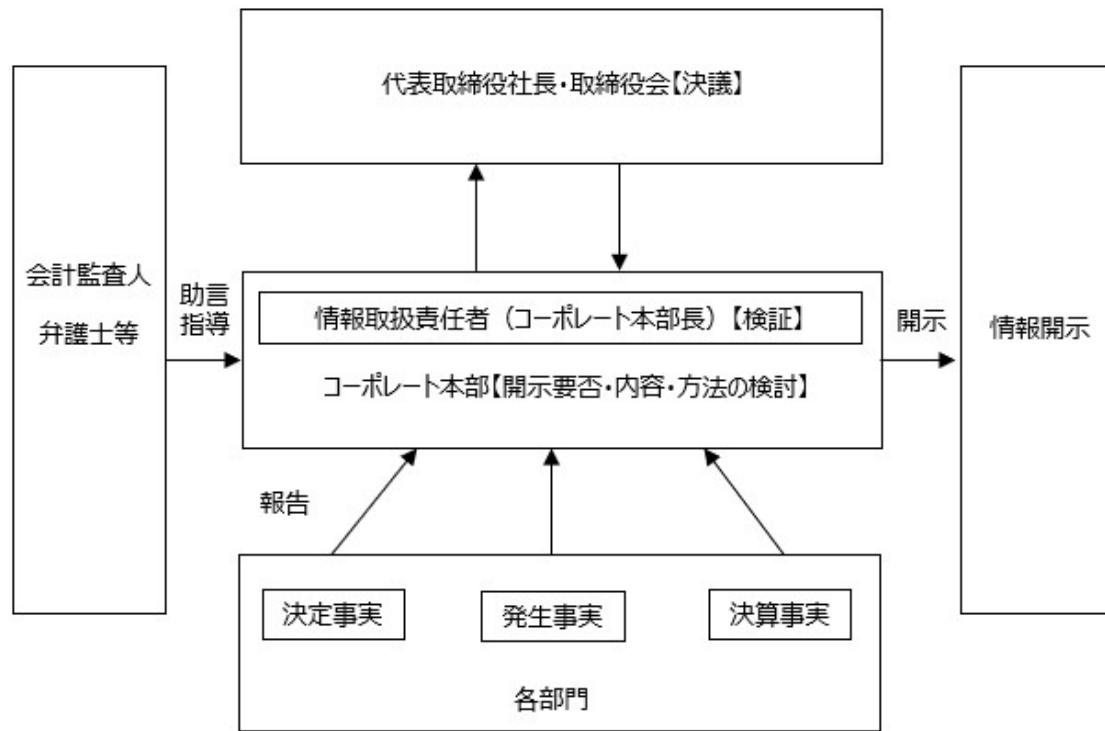 代表取締役社長・取締役会【決議】
会計監査人
弁護士等
助言
指導
情報取扱責任者（コーポレート本部長）【検証】
コーポレート本部【開示要否・内容・方法の検討】
開示
情報開示
報告
決定事実
発生事実
決算事実
各部門